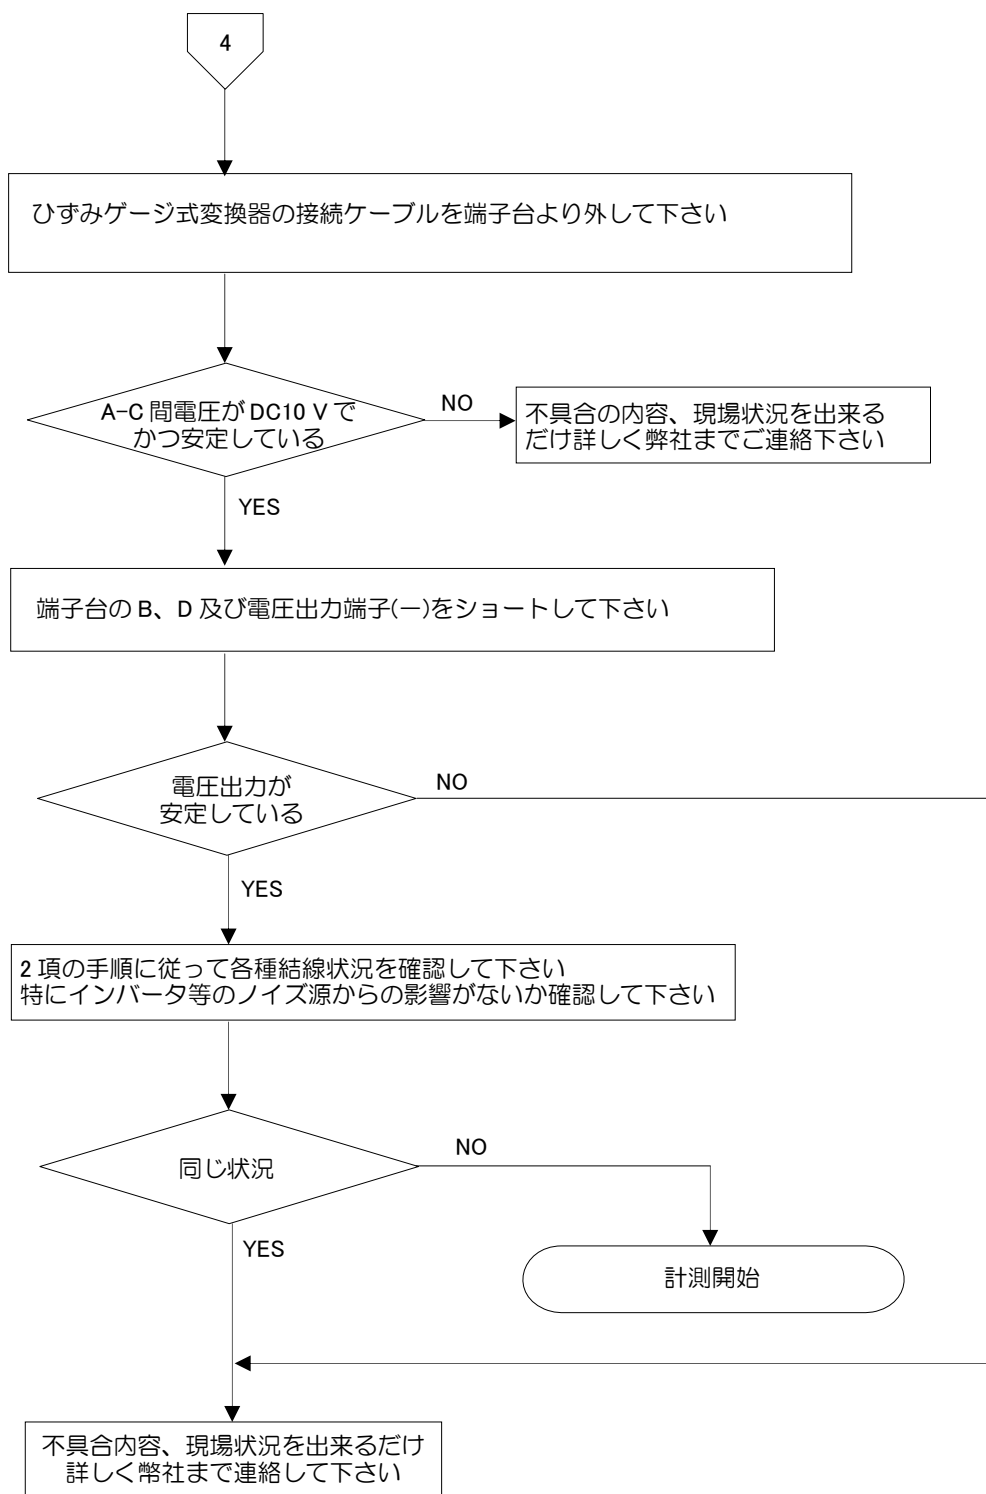 4
ひずみゲージ式変換器の接続ケーブルを端子台より外して下さい
A-C 間電圧が DC10 V で
かつ安定している
NO
不具合の内容、現場状況を出来る
だけ詳しく弊社までご連絡下さい
YES
端子台の B、D 及び電圧出力端子(ー)をショートして下さい
電圧出力が
安定している
NO
YES
2 項の手順に従って各種結線状況を確認して下さい
特にインバータ等のノイズ源からの影響がないか確認して下さい
同じ状況
NO
YES
計測開始
不具合内容、現場状況を出来るだけ
詳しく幣社まで連絡して下さい